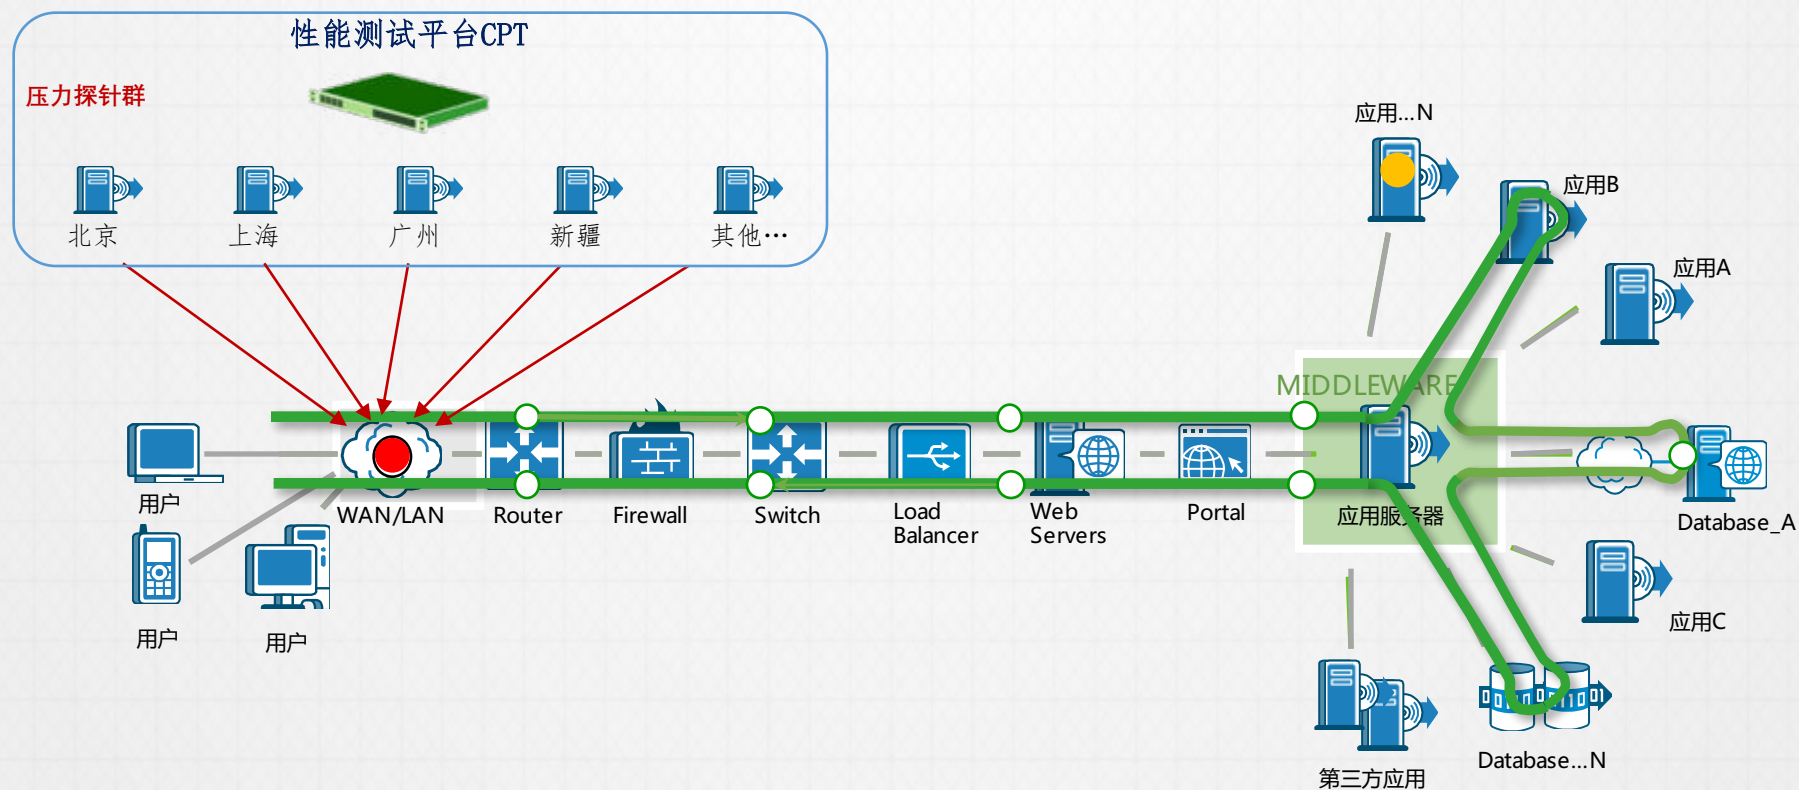 性能测试平台CPT
压力探针群
北京
上海
广州
新疆
其他…
应用...N
应用B
应用A
MIDDLEWARE
用户
WAN/LAN
Router
Firewall
Switch
Load
Balancer
Web
Servers
Portal
应用服务器
Database_A
用户
用户
应用C
第三方应用
Database...N